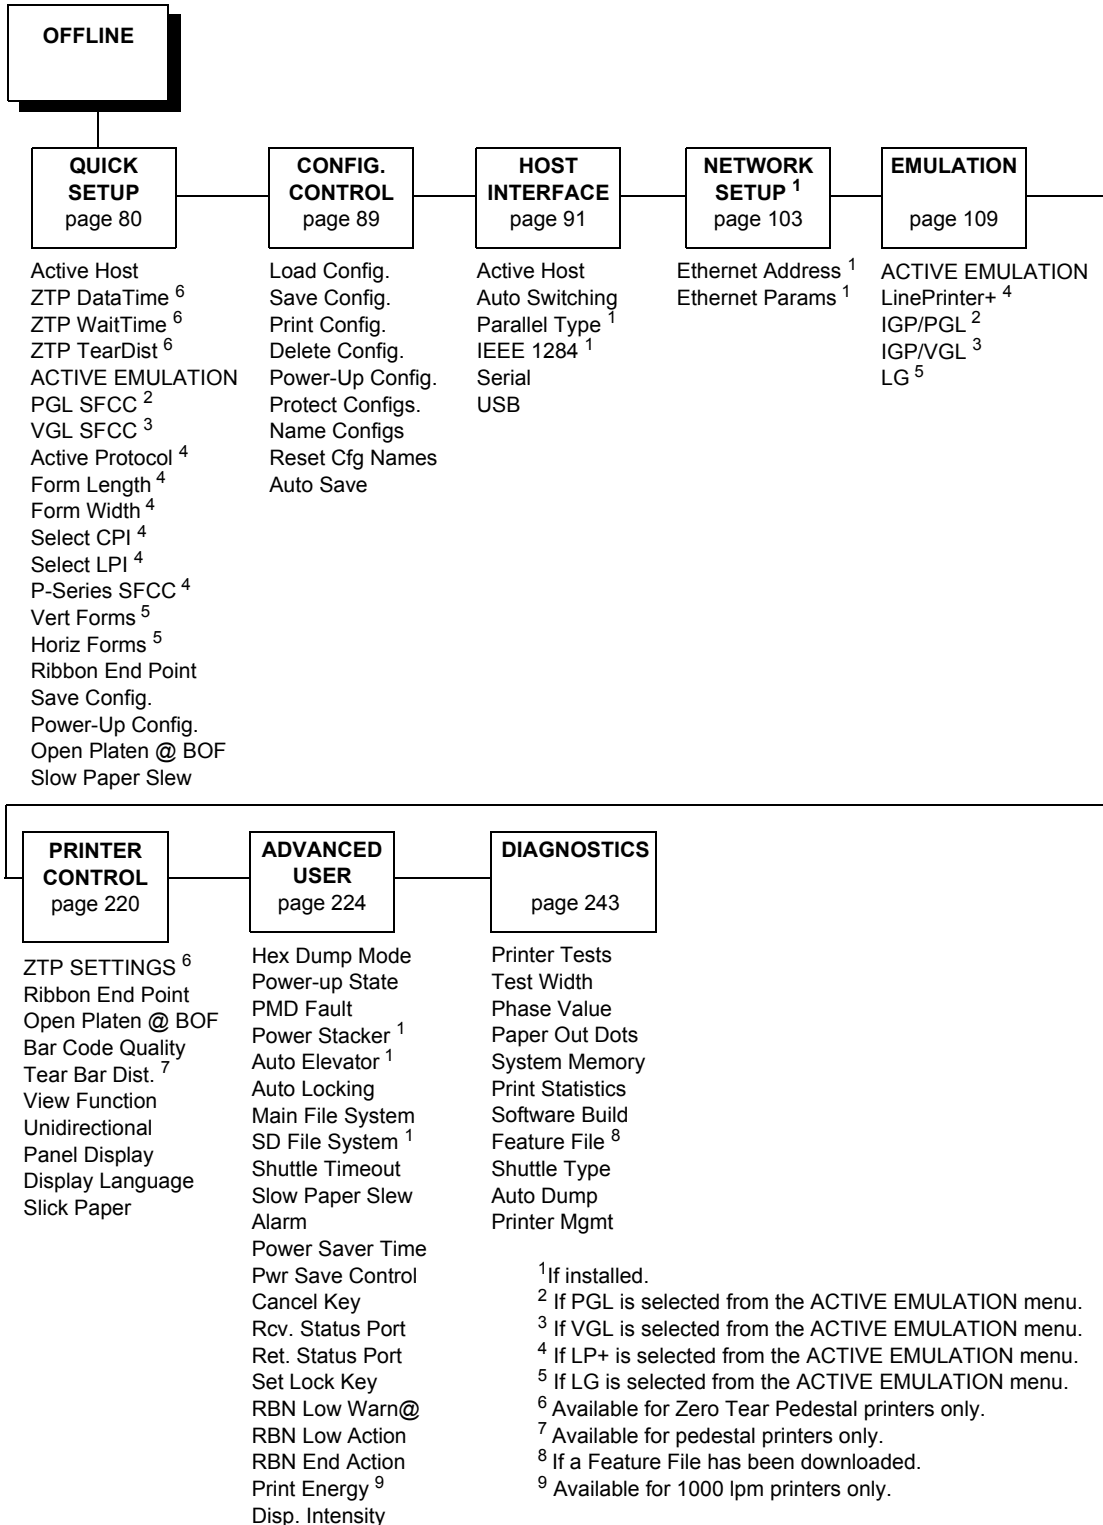 OFFLINE
QUICK
SETUP
page 80
CONFIG.
CONTROL
page 89
HOST
INTERFACE
page 91
NETWORK
SETUP 1
page 103
EMULATION
page 109
Active Host
ZTP DataTime 6
ZTP WaitTime 6
ZTP TearDist 6
ACTIVE EMULATION
PGL SFCC 2
VGL SFCC 3
Active Protocol 4
Form Length 4
Form Width 4
Select CPI 4
Select LPI 4
P-Series SFCC 4
Vert Forms 5
Horiz Forms 5
Ribbon End Point
Save Config.
Power-Up Config.
Open Platen @ BOF
Slow Paper Slew
Load Config.
Save Config.
Print Config.
Delete Config.
Power-Up Config.
Protect Configs.
Name Configs
Reset Cfg Names
Auto Save
Active Host
Auto Switching
Parallel Type 1
IEEE 1284 1
Serial
USB
Ethernet Address 1
Ethernet Params 1
ACTIVE EMULATION
LinePrinter+ 4
IGP/PGL 2
IGP/VGL 3
LG 5
PRINTER
CONTROL
page 220
ADVANCED
USER
page 224
DIAGNOSTICS
page 243
ZTP SETTINGS 6
Ribbon End Point
Open Platen @ BOF
Bar Code Quality
Tear Bar Dist. 7
View Function
Unidirectional
Panel Display
Display Language
Slick Paper
Hex Dump Mode
Power-up State
PMD Fault
Power Stacker 1
Auto Elevator 1
Auto Locking
Main File System
SD File System 1
Shuttle Timeout
Slow Paper Slew
Alarm
Power Saver Time
Pwr Save Control
Cancel Key
Rcv. Status Port
Ret. Status Port
Set Lock Key
RBN Low Warn@
RBN Low Action
RBN End Action
Print Energy 9
Disp. Intensity
Printer Tests
Test Width
Phase Value
Paper Out Dots
System Memory
Print Statistics
Software Build
Feature File 8
Shuttle Type
Auto Dump
Printer Mgmt
1 If installed.
2 If PGL is selected from the ACTIVE EMULATION menu.
3 If VGL is selected from the ACTIVE EMULATION menu.
4 If LP+ is selected from the ACTIVE EMULATION menu.
5 If LG is selected from the ACTIVE EMULATION menu.
6 Available for Zero Tear Pedestal printers only.
7 Available for pedestal printers only.
8 If a Feature File has been downloaded.
9 Available for 1000 lpm printers only.